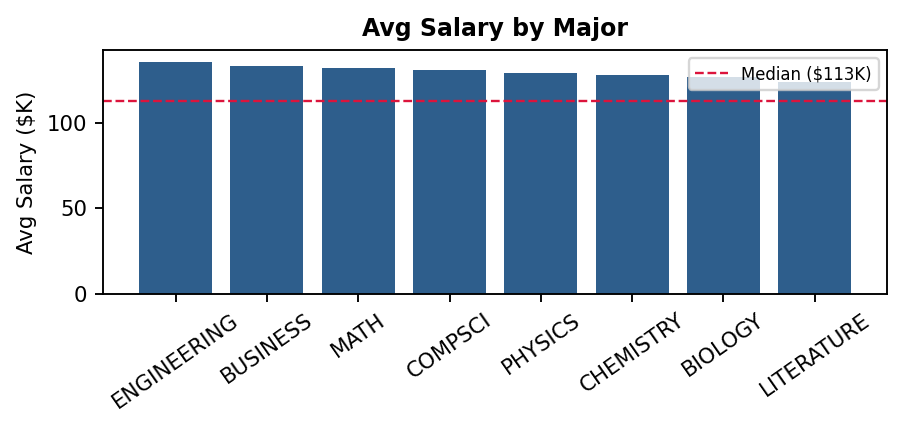 Avg Salary by Major
Avg Salary ($K)
100
50
0
Median ($113K)
ENGINEERING
BUSINESS
MATH
COMPSCI
PHYSICS
CHEMISTRY
BIOLOGY
LITERATURE